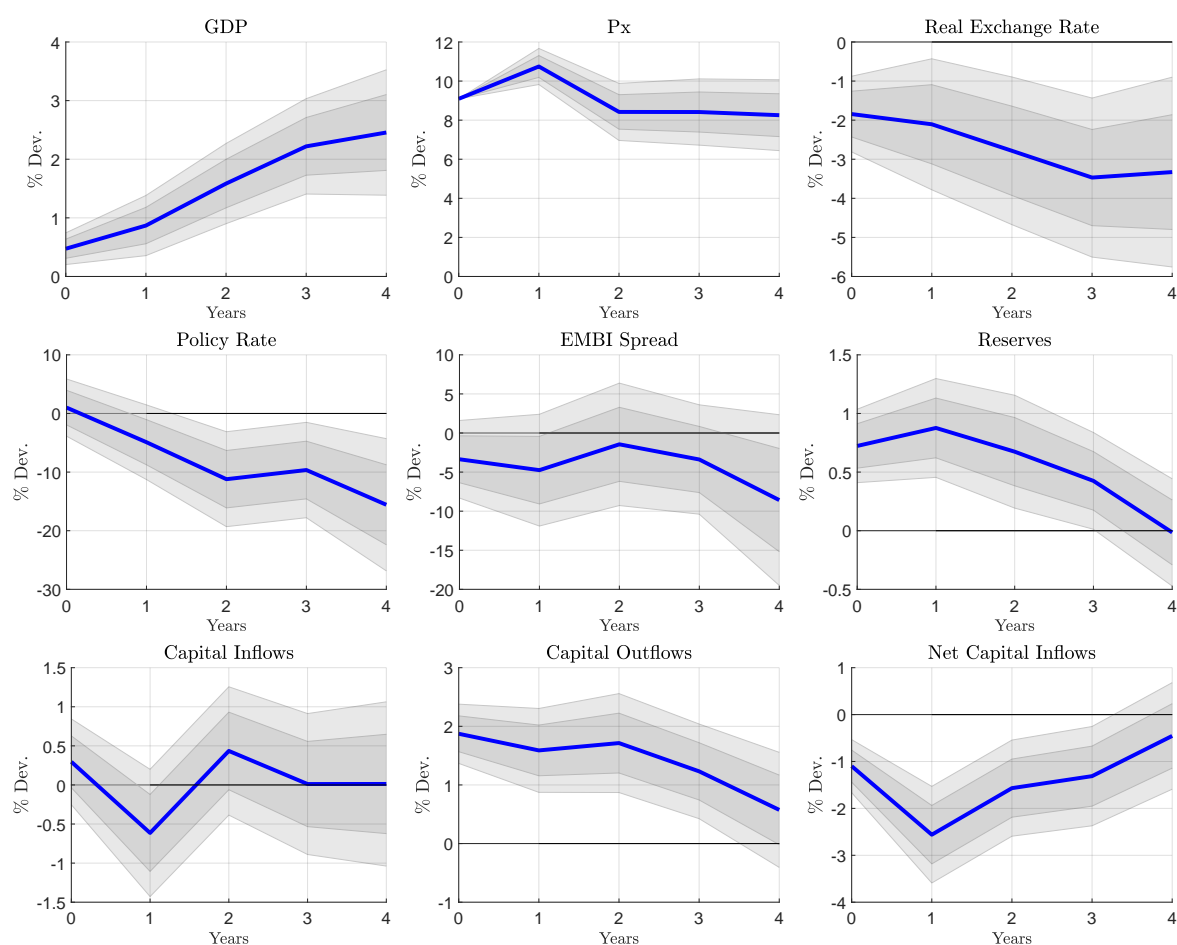 GDP
% Dev.
4
3
2
1
0
0 1 2 3 4
Years
Px
% Dev.
12
10
8
6
4
2
0
0 1 2 3 4
Years
Real Exchange Rate
% Dev.
0
-1
-2
-3
-4
-5
-6
0 1 2 3 4
Years
Policy Rate
% Dev.
10
0
-10
-20
-30
0 1 2 3 4
Years
EMBI Spread
% Dev.
10
5
0
-5
-10
-15
-20
0 1 2 3 4
Years
Reserves
% Dev.
1.5
1
0.5
0
-0.5
0 1 2 3 4
Years
Capital Inflows
% Dev.
1.5
1
0.5
0
-0.5
-1
-1.5
0 1 2 3 4
Years
Capital Outflows
% Dev.
3
2
1
0
-1
0 1 2 3 4
Years
Net Capital Inflows
% Dev.
1
0
-1
-2
-3
-4
0 1 2 3 4
Years